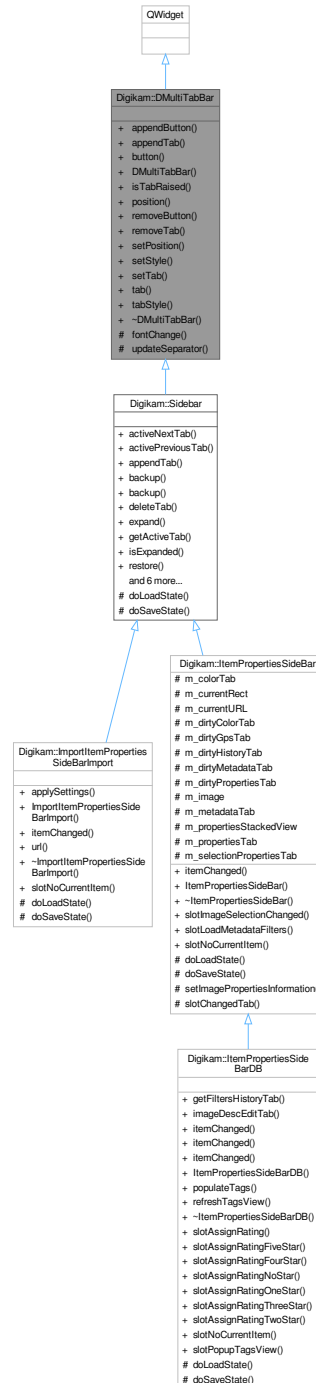 QWidget
Digikam::DMultiTabBar
+ appendButton()
+ appendTab()
+ button()
+ DMultiTabBar()
+ isTabRaised()
+ position()
+ removeButton()
+ removeTab()
+ setPosition()
+ setStyle()
+ setTab()
+ tab()
+ tabStyle()
+ ~DMultiTabBar()
# fontChange()
# updateSeparator()
Digikam::Sidebar
+ activeNextTab()
+ activePreviousTab()
+ appendTab()
+ backup()
+ backup()
+ deleteTab()
+ expand()
+ getActiveTab()
+ isExpanded()
+ restore()
and 6 more...
# doLoadState()
# doSaveState()
Digikam::ImportItemProperties
SideBarImport
+ applySettings()
+ ImportItemPropertiesSide
BarImport()
+ itemChanged()
+ url()
+ ~ImportItemPropertiesSide
BarImport()
+ slotNoCurrentItem()
# doLoadState()
# doSaveState()
Digikam::ItemPropertiesSideBar
# m_colorTab
# m_currentRect
# m_currentURL
# m_dirtyColorTab
# m_dirtyGpsTab
# m_dirtyHistoryTab
# m_dirtyMetadataTab
# m_dirtyPropertiesTab
# m_image
# m_metadataTab
# m_propertiesStackedView
# m_propertiesTab
# m_selectionPropertiesTab
+ itemChanged()
+ ItemPropertiesSideBar()
+ ~ItemPropertiesSideBar()
+ slotImageSelectionChanged()
+ slotLoadMetadataFilters()
+ slotNoCurrentItem()
# doLoadState()
# doSaveState()
# setImagePropertiesInformation
# slotChangedTab()
Digikam::ItemPropertiesSide
BarDB
+ getFiltersHistoryTab()
+ imageDescEditTab()
+ itemChanged()
+ itemChanged()
+ itemChanged()
+ ItemPropertiesSideBarDB()
+ populateTags()
+ refreshTagsView()
+ ~ItemPropertiesSideBarDB()
+ slotAssignRating()
+ slotAssignRatingFiveStar()
+ slotAssignRatingFourStar()
+ slotAssignRatingNoStar()
+ slotAssignRatingOneStar()
+ slotAssignRatingThreeStar()
+ slotAssignRatingTwoStar()
+ slotNoCurrentItem()
+ slotPopupTagsView()
# doLoadState()
# doSaveState()